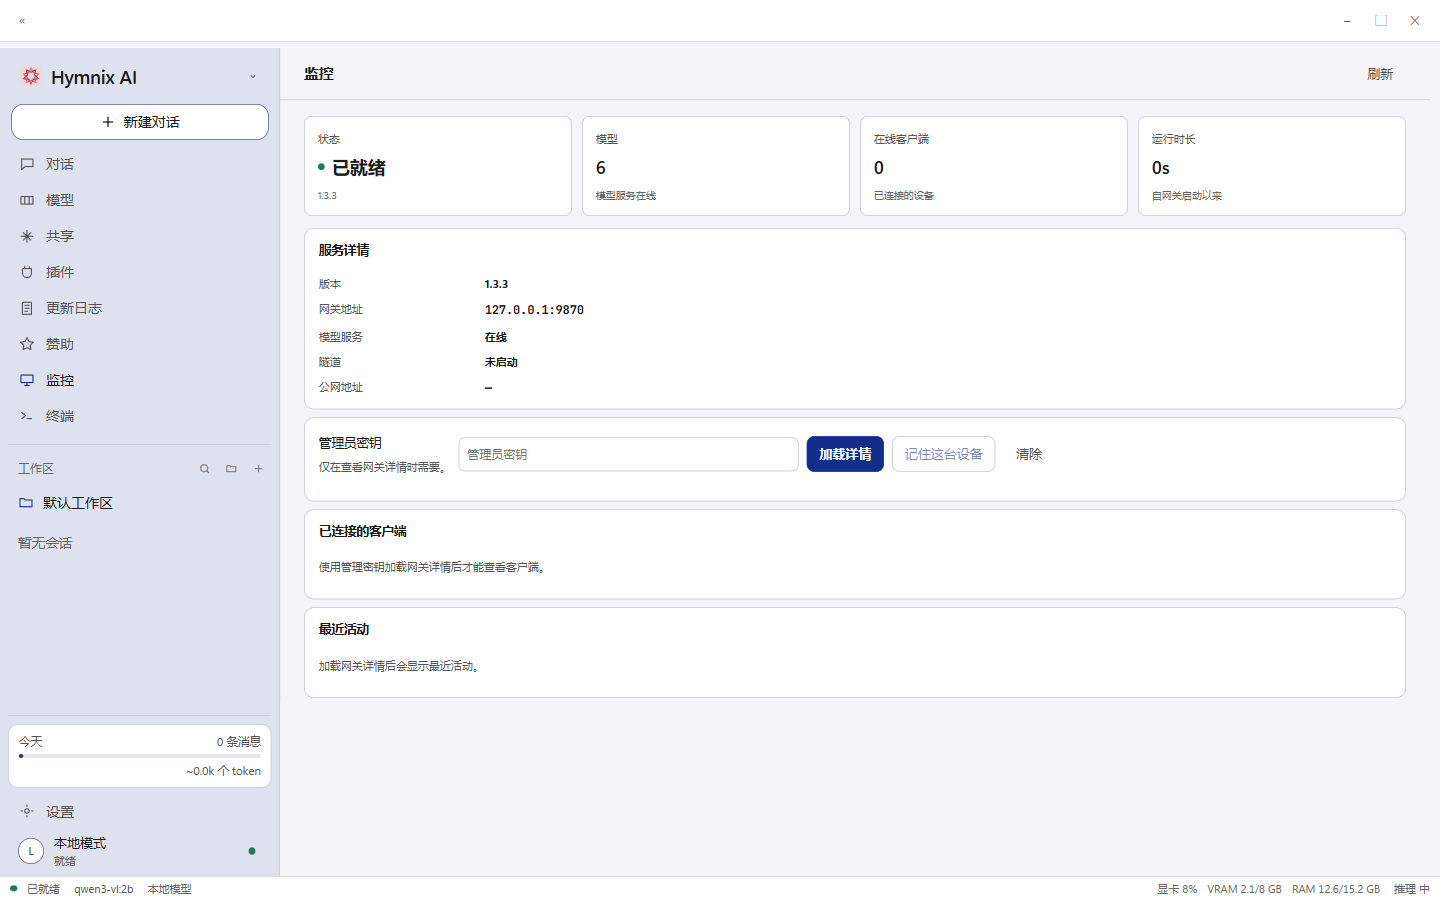 «
Hymnix AI
新建对话
对话
模型
共享
插件
更新日志
赞助
监控
终端
工作区
默认工作区
暂无会话
今天 0 条消息
~0.0k 个 token
设置
L
本地模式
就绪
监控 刷新
状态
已就绪
1.3.3
模型
6
模型服务在线
在线客户端
0
已连接的设备
运行时长
0s
自网关启动以来
服务详情
版本 1.3.3
网关地址 127.0.0.1:9870
模型服务 在线
隧道 未启动
公网地址 –
管理员密钥
仅在查看网关详情时需要。
管理员密钥 加载详情 记住这台设备 清除
已连接的客户端
使用管理密钥加载网关详情后才能查看客户端。
最近活动
加载网关详情后会显示最近活动。
已就绪 qwen3-vl:2b 本地模型 显卡 8% VRAM 2.1/8 GB RAM 12.6/15.2 GB 推理 中